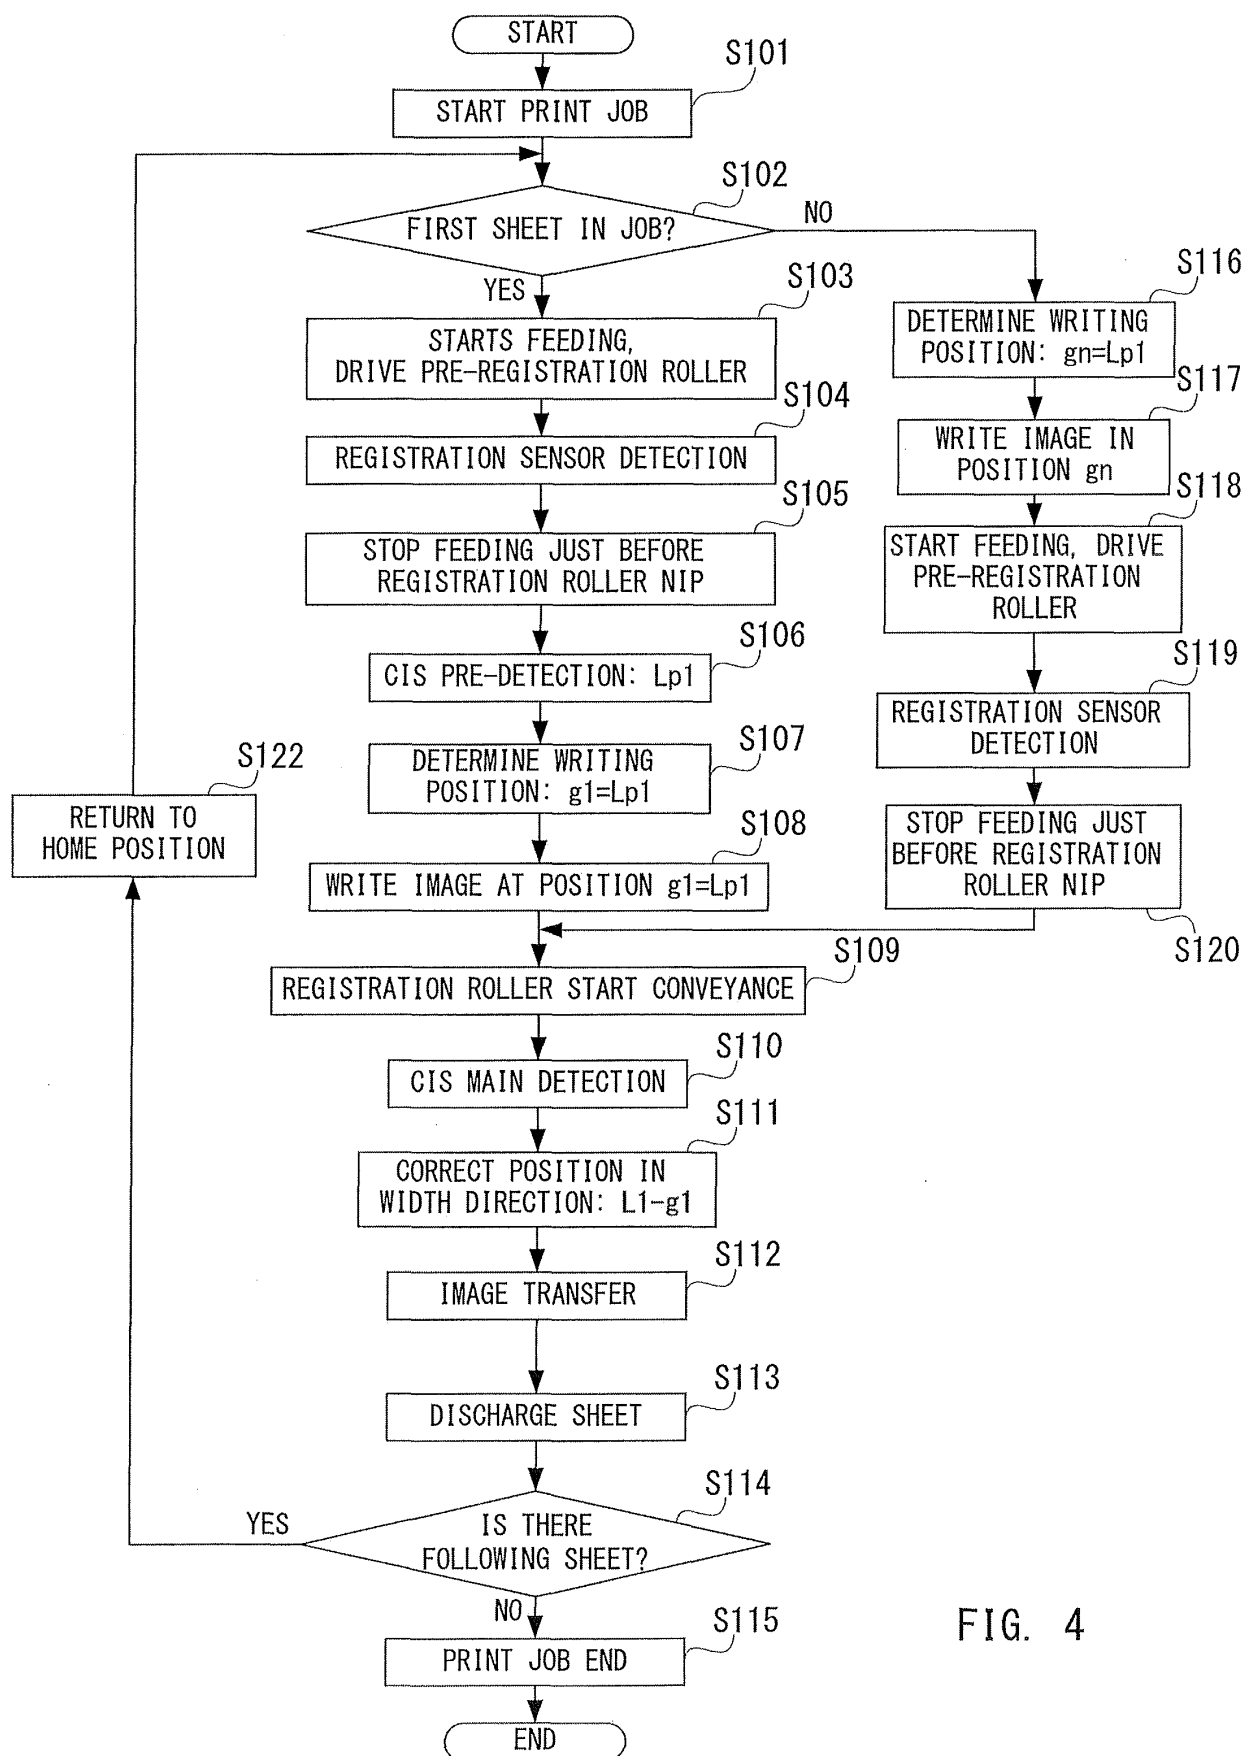 START
S101
START PRINT JOB
S102
FIRST SHEET IN JOB?
NO
YES
S103
STARTS FEEDING,
DRIVE PRE-REGISTRATION ROLLER
S104
REGISTRATION SENSOR DETECTION
S105
STOP FEEDING JUST BEFORE
REGISTRATION ROLLER NIP
S106
CIS PRE-DETECTION: Lp1
S107
DETERMINE WRITING
POSITION: g1=Lp1
S108
WRITE IMAGE AT POSITION g1=Lp1
S116
DETERMINE WRITING
POSITION: gn=Lp1
S117
WRITE IMAGE IN
POSITION gn
S118
START FEEDING, DRIVE
PRE-REGISTRATION
ROLLER
S119
REGISTRATION SENSOR
DETECTION
STOP FEEDING JUST
BEFORE REGISTRATION
ROLLER NIP
S120
S122
RETURN TO
HOME POSITION
S109
REGISTRATION ROLLER START CONVEYANCE
S110
CIS MAIN DETECTION
S111
CORRECT POSITION IN
WIDTH DIRECTION: L1-g1
S112
IMAGE TRANSFER
S113
DISCHARGE SHEET
S114
YES
IS THERE
FOLLOWING SHEET?
NO
S115
PRINT JOB END
END
FIG. 4